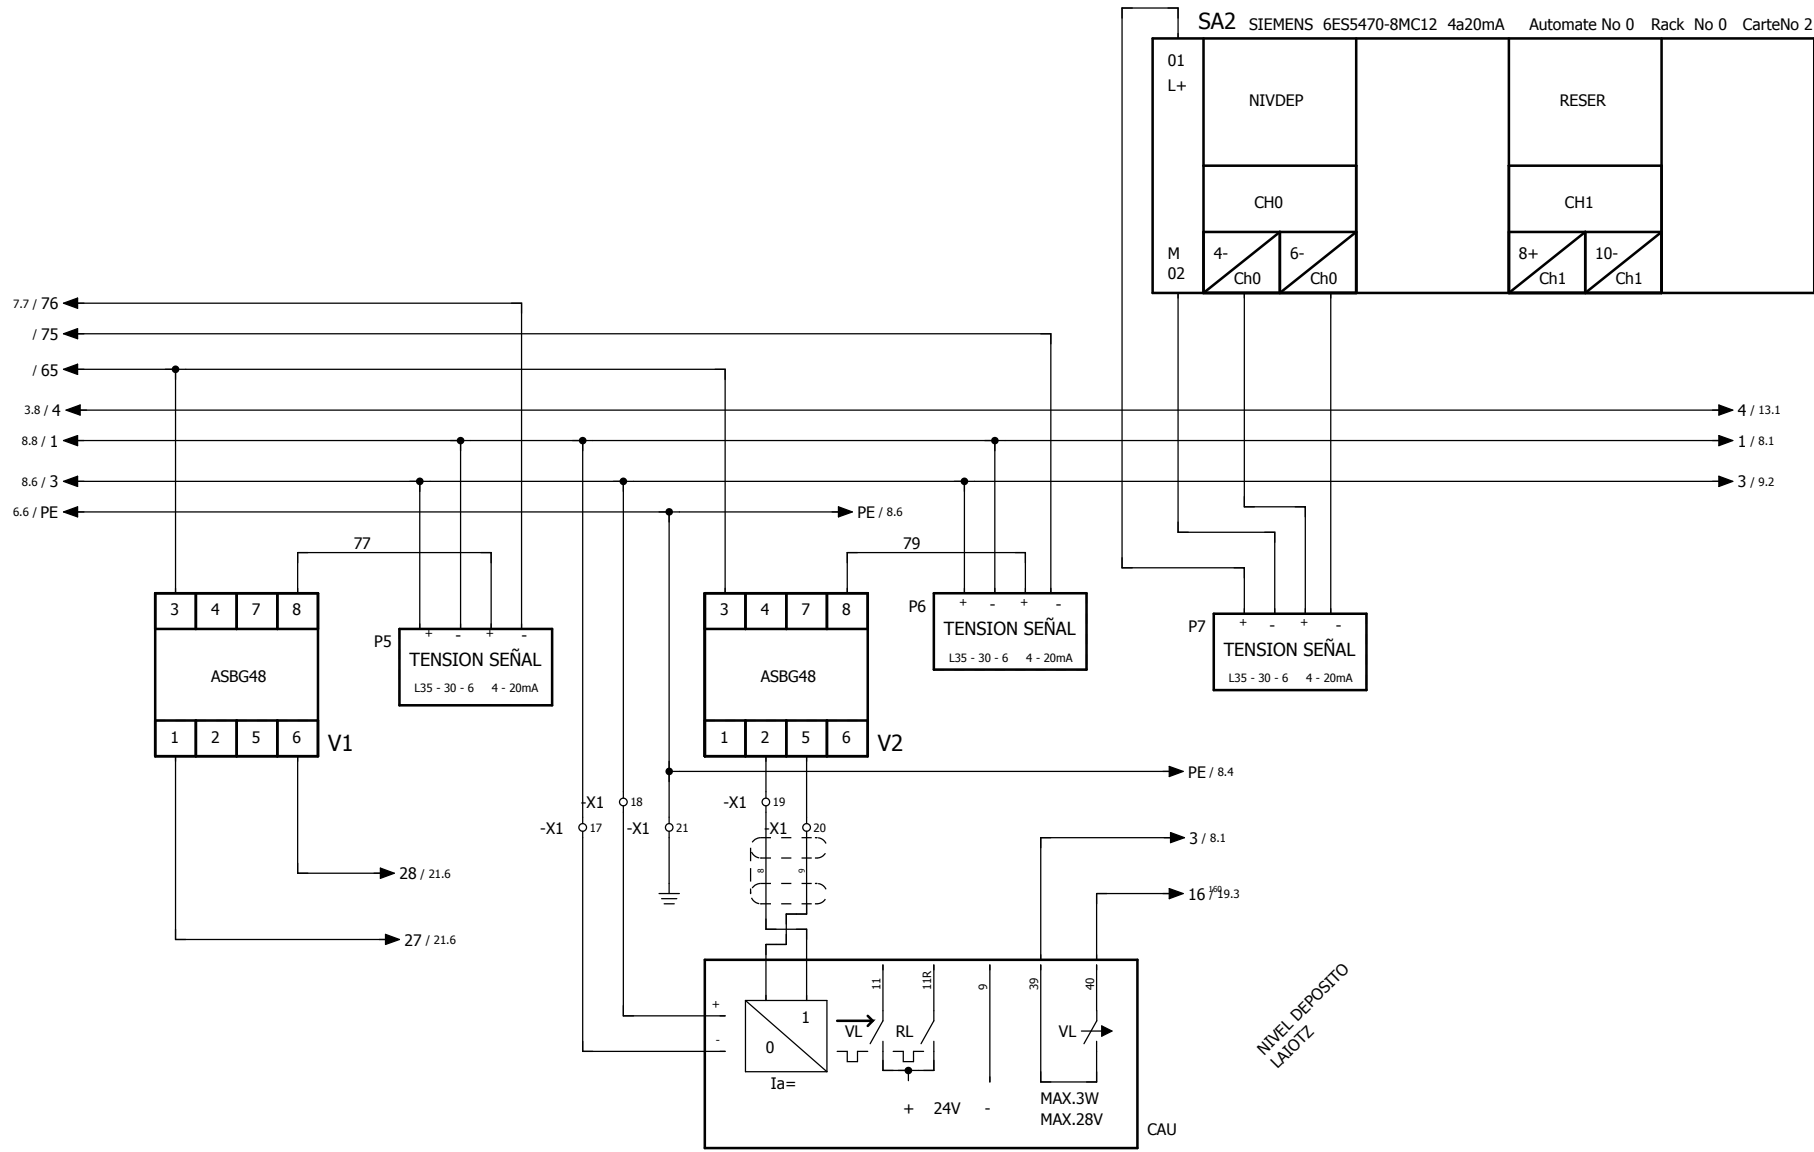 SA2 SIEMENS 6ES5470-8MC12 4a20mA Automate No 0 Rack No 0 CarteNo 2
01
L+
NIVDEP
RESER
CH0
CH1
M
02
4-
Ch0
6-
Ch0
8+
Ch1
10-
Ch1
7.7 / 76
/ 75
/ 65
3.8 / 4
4 / 13.1
8.8 / 1
1 / 8.1
8.6 / 3
3 / 9.2
6.6 / PE
PE / 8.6
77
79
3 4 7 8
ASBG48
1 2 5 6
V1
P5
+ - + -
TENSION SEÑAL
L35 - 30 - 6 4 - 20mA
3 4 7 8
ASBG48
1 2 5 6
V2
P6
+ - + -
TENSION SEÑAL
L35 - 30 - 6 4 - 20mA
P7
+ - + -
TENSION SEÑAL
L35 - 30 - 6 4 - 20mA
PE / 8.4
-X1 18
-X1 19
-X1 17
-X1 21
-X1 20
3 / 8.1
8
9
28 / 21.6
16 / 19.3
160
27 / 21.6
11
11R
9
39
40
+
-
1
0
Ia=
VL
RL
VL
+ 24V -
MAX.3W
MAX.28V
CAU
NIVEL DEPOSITO
LAIOTZ